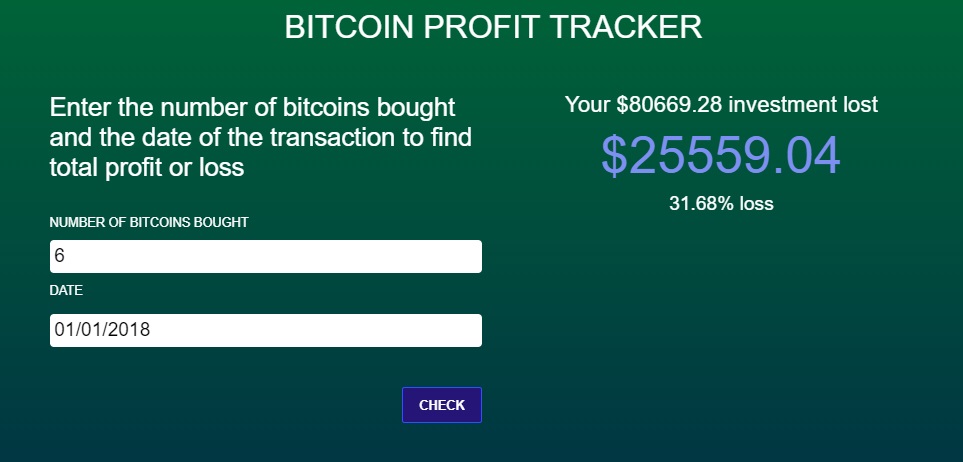 BITCOIN PROFIT TRACKER
Enter the number of bitcoins bought
and the date of the transaction to find
total profit or loss
NUMBER OF BITCOINS BOUGHT
6
DATE
01/01/2018
CHECK
Your $80669.28 investment lost
$25559.04
31.68% loss